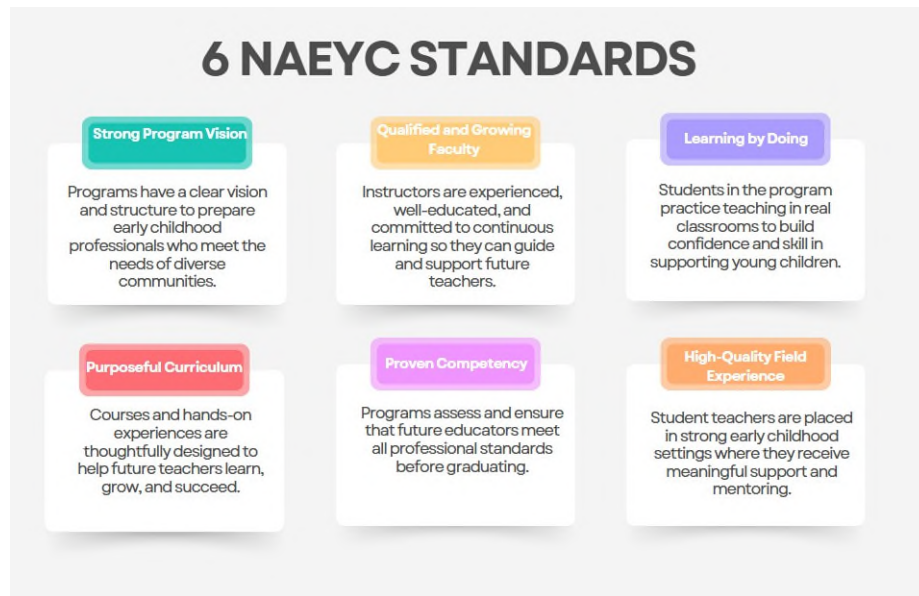 6 NAEYC STANDARDS
Strong Program Vision
Programs have a clear vision
and structure to prepare
early childhood
professionals who meet the
needs of diverse
communities.
Qualified and Growing
Faculty
Instructors are experienced,
well-educated, and
committed to continuous
learning so they can guide
and support future
teachers.
Learning by Doing
Students in the program
practice teaching in real
classrooms to build
confidence and skill in
supporting young children.
Purposeful Curriculum
Courses and hands-on
experiences are
thoughtfully designed to
help future teachers learn,
grow, and succeed.
Proven Competency
Programs assess and ensure
that future educators meet
all professional standards
before graduating.
High-Quality Field
Experience
Student teachers are placed
in strong early childhood
settings where they receive
meaningful support and
mentoring.